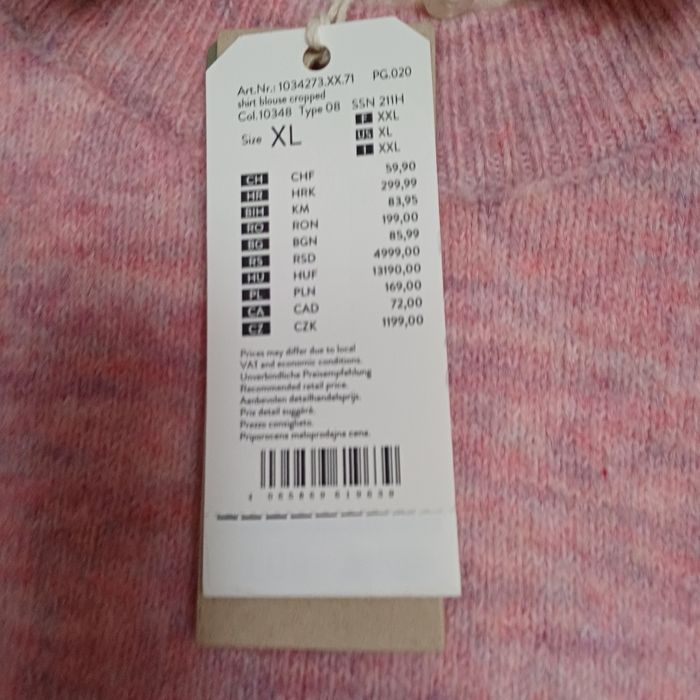 Art.Nr.: 1034273.XX.71 PG.020
shirt blouse cropped
Col.10348 Type 08 SSN 211H
Size XL
F XXL
US XL
I XXL
CH CHF 59,90
HR HRK 299,99
BIH KM 83,95
RO RON 199,00
BG BGN 85,99
RS RSD 4999,00
HU HUF 13190,00
PL PLN 169,00
CA CAD 72,00
CZ CZK 1199,00
Prices may differ due to local
VAT and economic conditions.
Unverbindliche Preisempfehlung
Recommended retail price.
Aanbevolen detailhandelsprijs.
Prix detail suggéré.
Prezzo consigliato.
Priporocena maloprodajna cena.